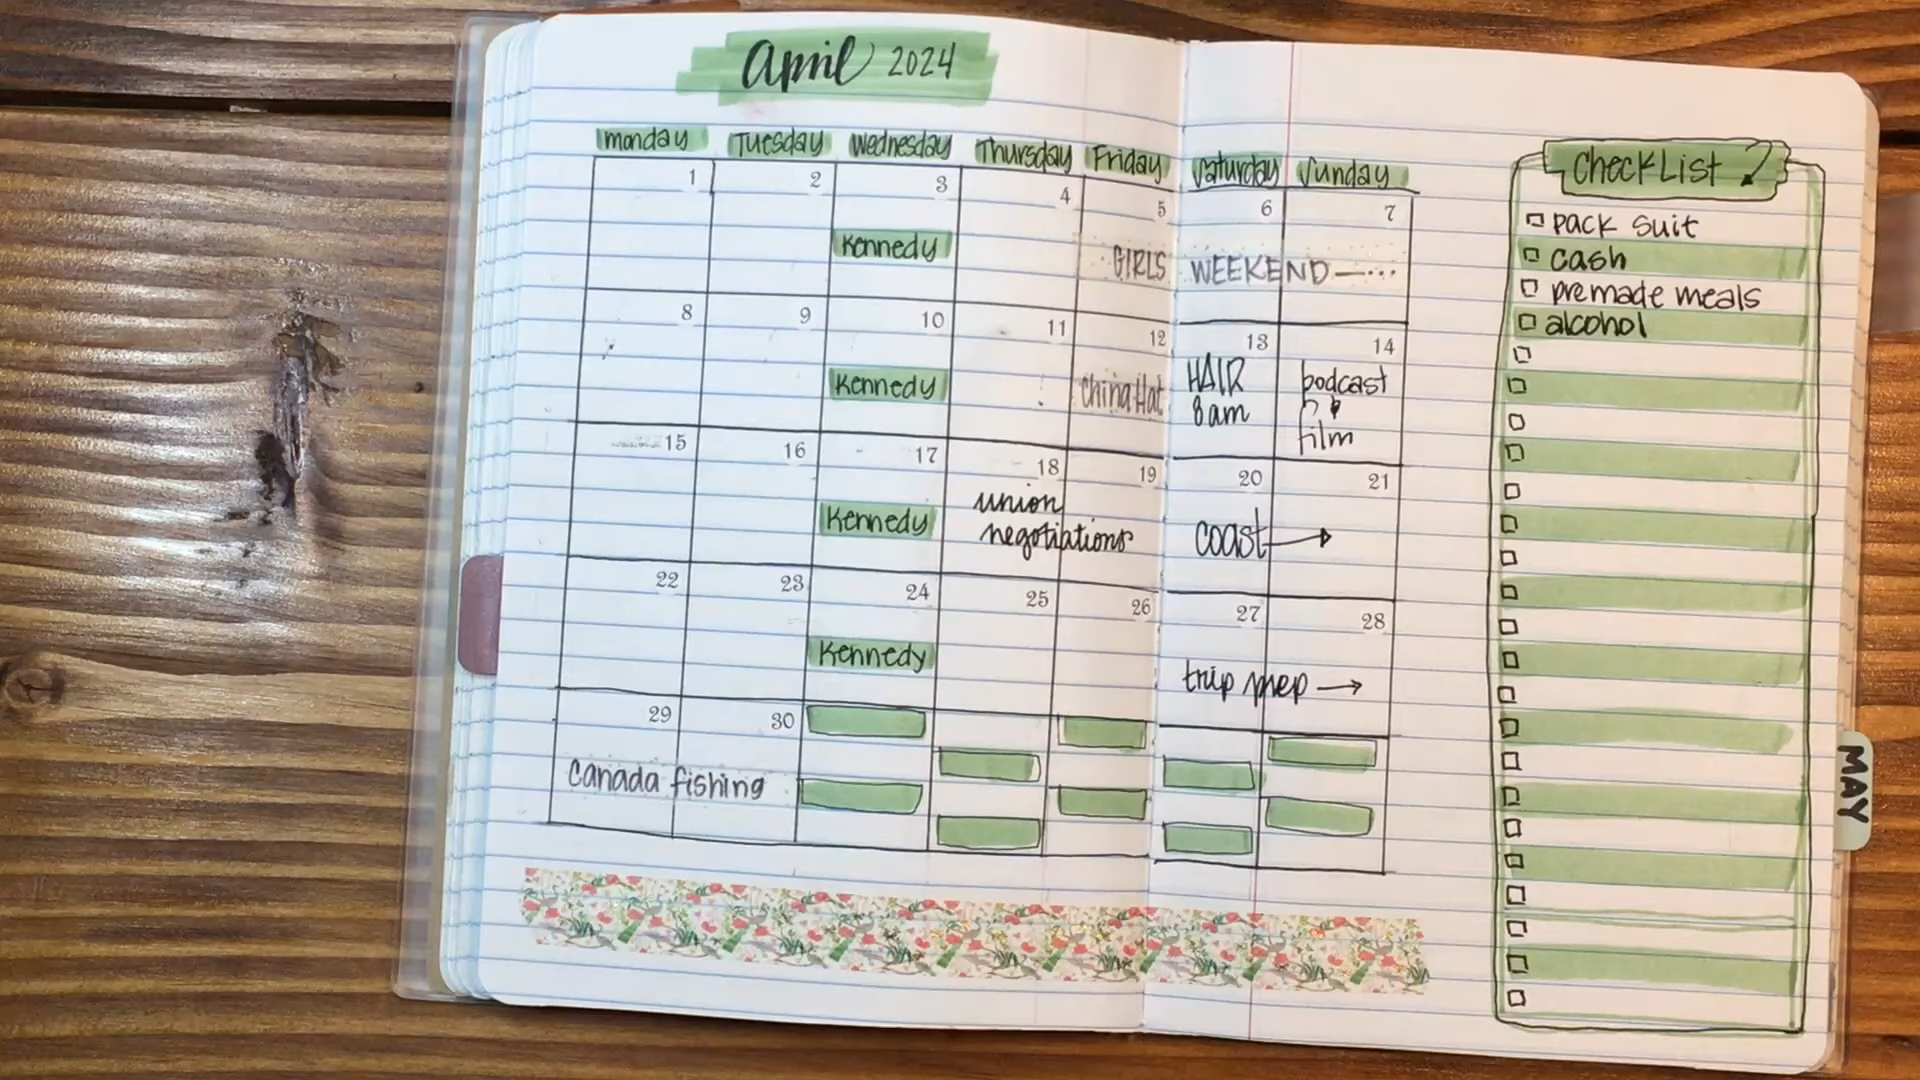 April 2024
monday Tuesday Wednesday Thursday Friday Saturday Sunday
1 2 3 4 5 6 7
Kennedy
GIRLS WEEKEND
8 9 10 11 12 13 14
Kennedy
China Hat
HAIR
8am
podcast
film
15 16 17 18 19 20 21
Kennedy
union
negotiations
coast
22 23 24 25 26 27 28
Kennedy
trip prep
29 30
Canada fishing
CheckList
pack suit
cash
premade meals
alcohol
MAY